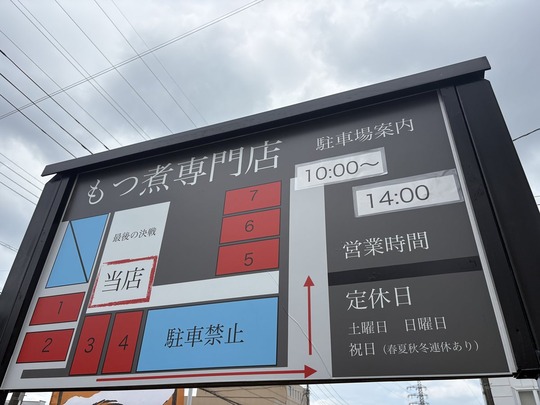 もつ煮専門店
駐車場案内
10:00～
14:00
営業時間
定休日
土曜日 日曜日
祝日（春夏秋冬連休あり）
最後の決戦
当店
7
6
5
1
2
3
4
駐車禁止